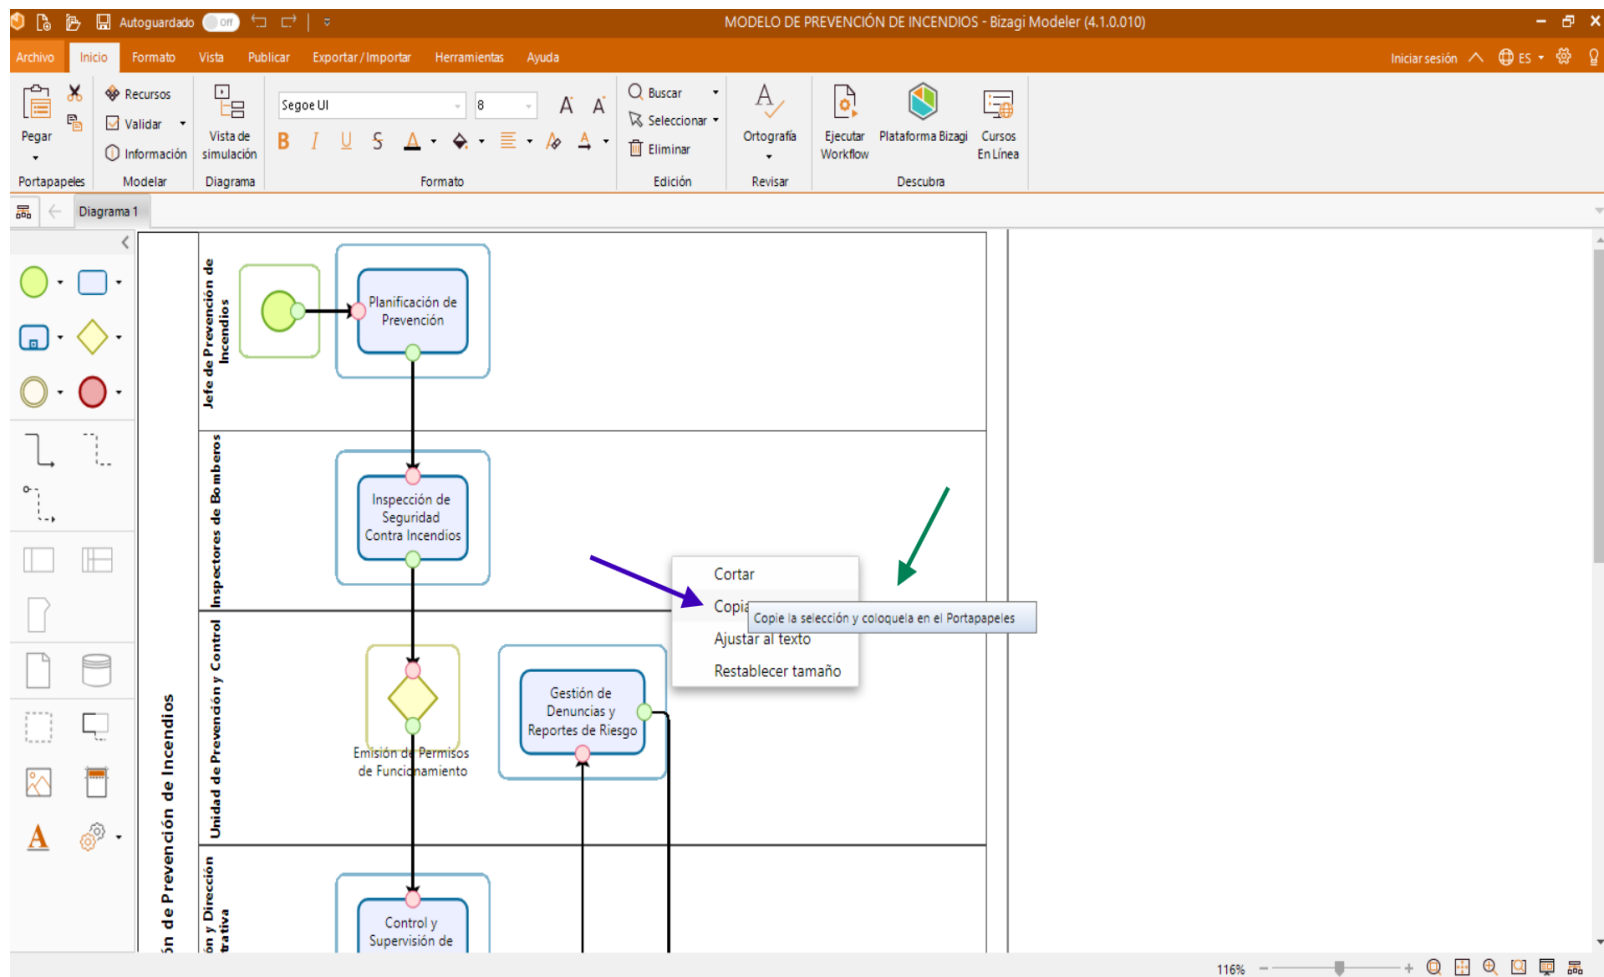 Autoguardado
Off
MODELO DE PREVENCIÓN DE INCENDIOS - Bizagi Modeler (4.1.0.010)
Archivo
Inicio
Formato
Vista
Publicar
Exportar / Importar
Herramientas
Ayuda
Iniciar sesión
ES
Pegar
Portapapeles
Recursos
Validar
Información
Modelar
Vista de
simulación
Diagrama
Segoe UI
8
Formato
Buscar
Seleccionar
Eliminar
Edición
Ortografía
Revisar
Ejecutar
Workflow
Plataforma Bizagi
Cursos
En Línea
Descubra
Diagrama 1
Jefe de Prevención de
Incendios
Planificación de
Prevención
Inspectores de Bomberos
Inspección de
Seguridad
Contra Incendios
Cortar
Copia
Copie la selección y coloquela en el Portapapeles
Ajustar al texto
Restablecer tamaño
Unidad de Prevención y Control
Gestión de
Denuncias y
Reportes de Riesgo
Emisión de Permisos
de Funcionamiento
ón de Prevención de Incendios
ón y Dirección
trativa
Control y
Supervisión de
116%